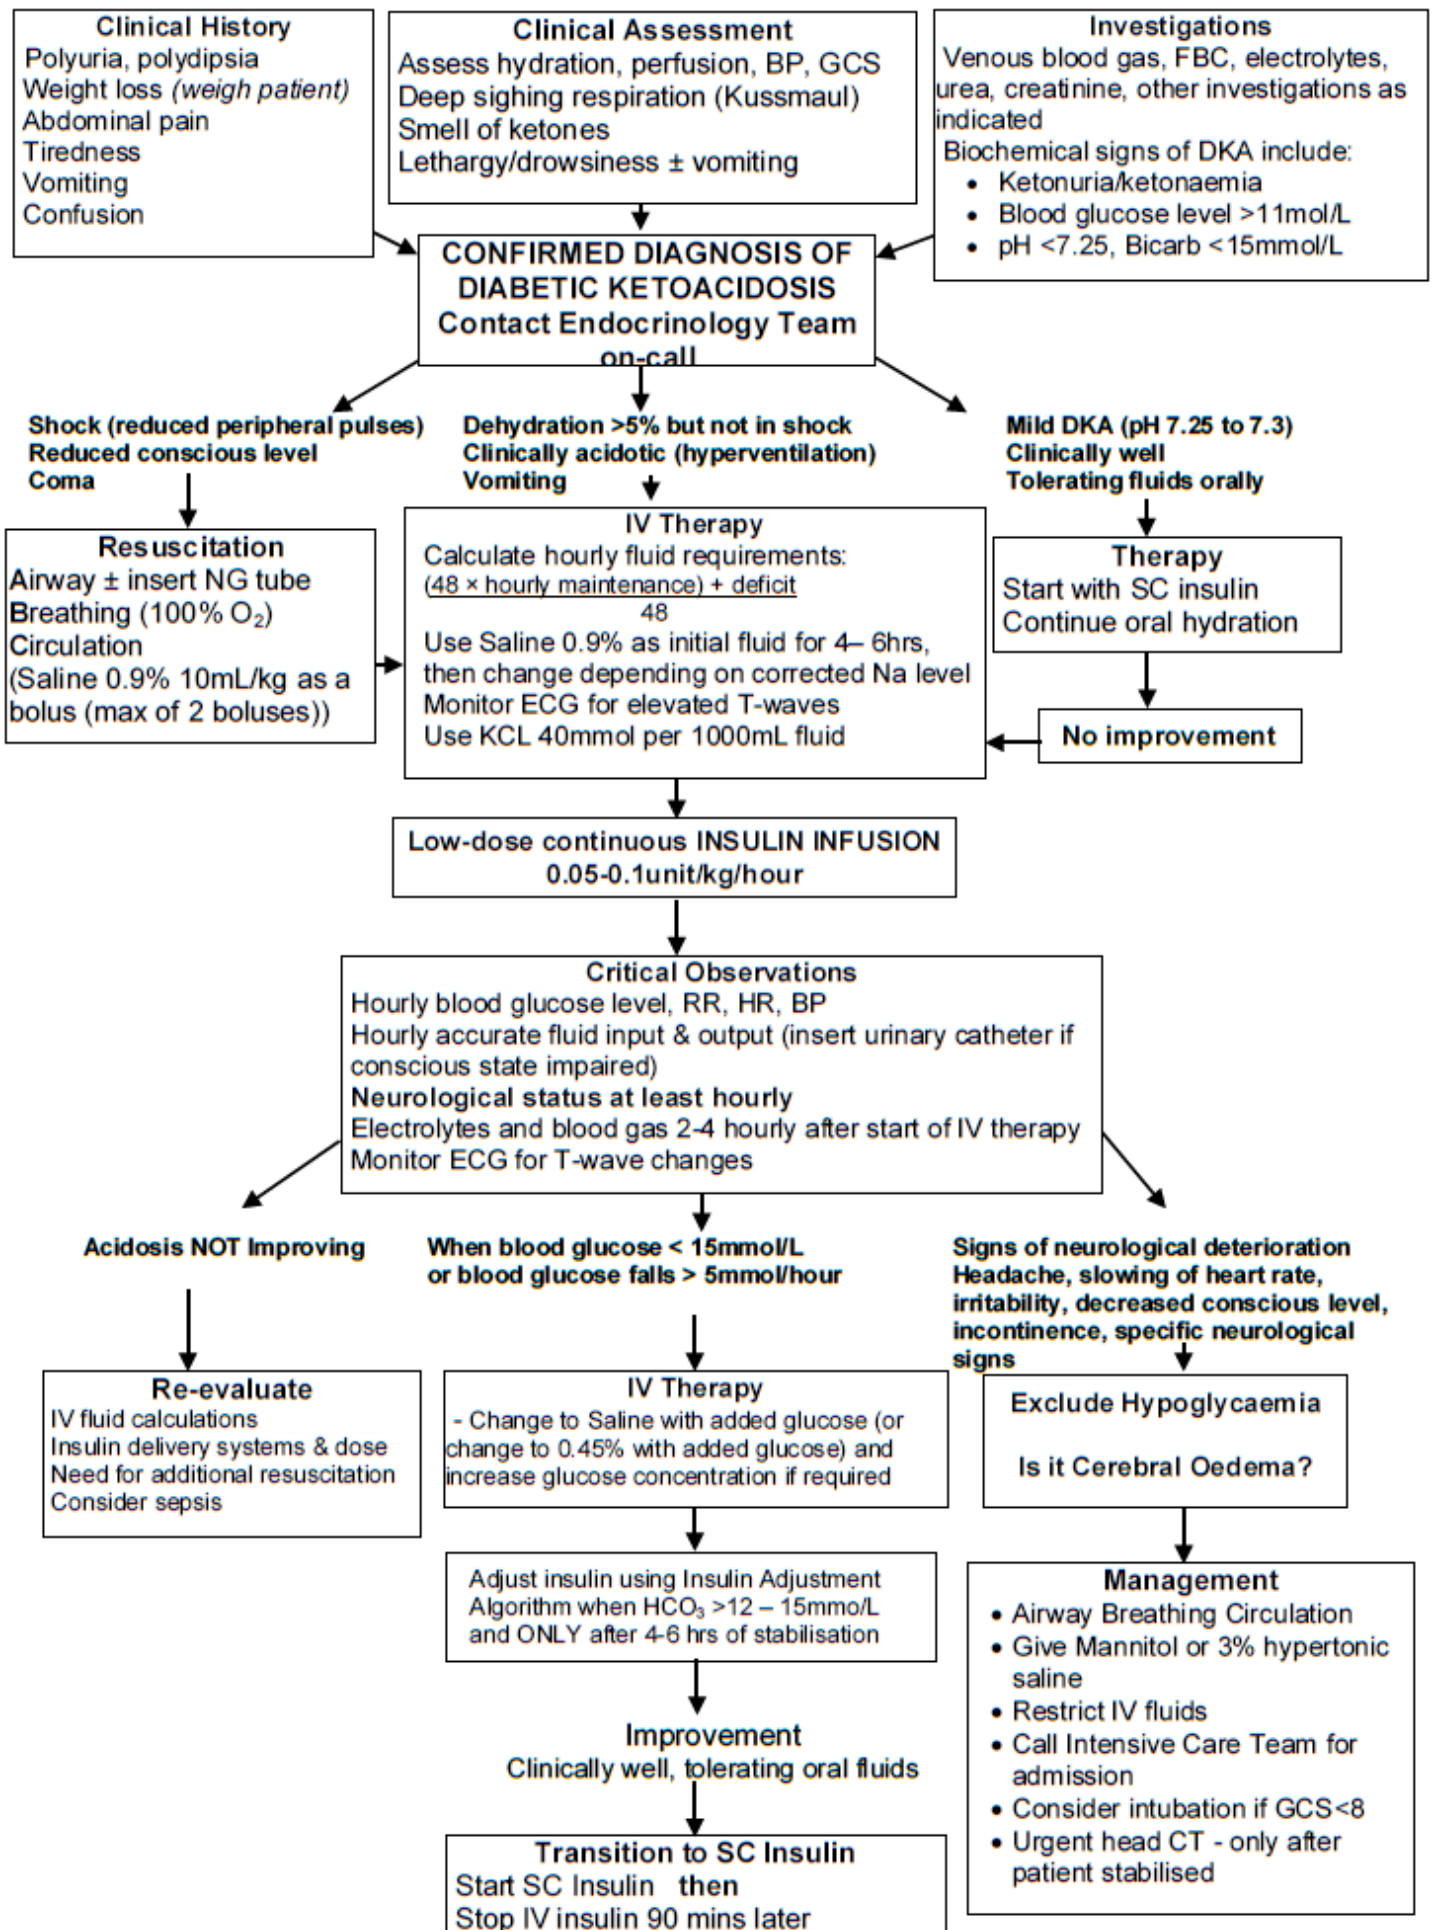 Clinical History
Polyuria, polydipsia
Weight loss (weigh patient)
Abdominal pain
Tiredness
Vomiting
Confusion
Clinical Assessment
Assess hydration, perfusion, BP, GCS
Deep sighing respiration (Kussmaul)
Smell of ketones
Lethargy/drowsiness ± vomiting
Investigations
Venous blood gas, FBC, electrolytes,
urea, creatinine, other investigations as
indicated
Biochemical signs of DKA include:
• Ketonuria/ketonaemia
• Blood glucose level >11mol/L
• pH <7.25, Bicarb <15mmol/L
CONFIRMED DIAGNOSIS OF
DIABETIC KETOACIDOSIS
Contact Endocrinology Team
on-call
Shock (reduced peripheral pulses)
Reduced conscious level
Coma
Dehydration >5% but not in shock
Clinically acidotic (hyperventilation)
Vomiting
Mild DKA (pH 7.25 to 7.3)
Clinically well
Tolerating fluids orally
Resuscitation
Airway ± insert NG tube
Breathing (100% O₂)
Circulation
(Saline 0.9% 10mL/kg as a
bolus (max of 2 boluses))
IV Therapy
Calculate hourly fluid requirements:
(48 × hourly maintenance) + deficit
48
Use Saline 0.9% as initial fluid for 4– 6hrs,
then change depending on corrected Na level
Monitor ECG for elevated T-waves
Use KCL 40mmol per 1000mL fluid
Therapy
Start with SC insulin
Continue oral hydration
No improvement
Low-dose continuous INSULIN INFUSION
0.05-0.1unit/kg/hour
Critical Observations
Hourly blood glucose level, RR, HR, BP
Hourly accurate fluid input & output (insert urinary catheter if
conscious state impaired)
Neurological status at least hourly
Electrolytes and blood gas 2-4 hourly after start of IV therapy
Monitor ECG for T-wave changes
Acidosis NOT Improving
When blood glucose < 15mmol/L
or blood glucose falls > 5mmol/hour
Signs of neurological deterioration
Headache, slowing of heart rate,
irritability, decreased conscious level,
incontinence, specific neurological
signs
Re-evaluate
IV fluid calculations
Insulin delivery systems & dose
Need for additional resuscitation
Consider sepsis
IV Therapy
- Change to Saline with added glucose (or
change to 0.45% with added glucose) and
increase glucose concentration if required
Exclude Hypoglycaemia
Is it Cerebral Oedema?
Adjust insulin using Insulin Adjustment
Algorithm when HCO₃ >12 – 15mmo/L
and ONLY after 4-6 hrs of stabilisation
Improvement
Clinically well, tolerating oral fluids
Transition to SC Insulin
Start SC Insulin then
Stop IV insulin 90 mins later
Management
• Airway Breathing Circulation
• Give Mannitol or 3% hypertonic
saline
• Restrict IV fluids
• Call Intensive Care Team for
admission
• Consider intubation if GCS<8
• Urgent head CT - only after
patient stabilised